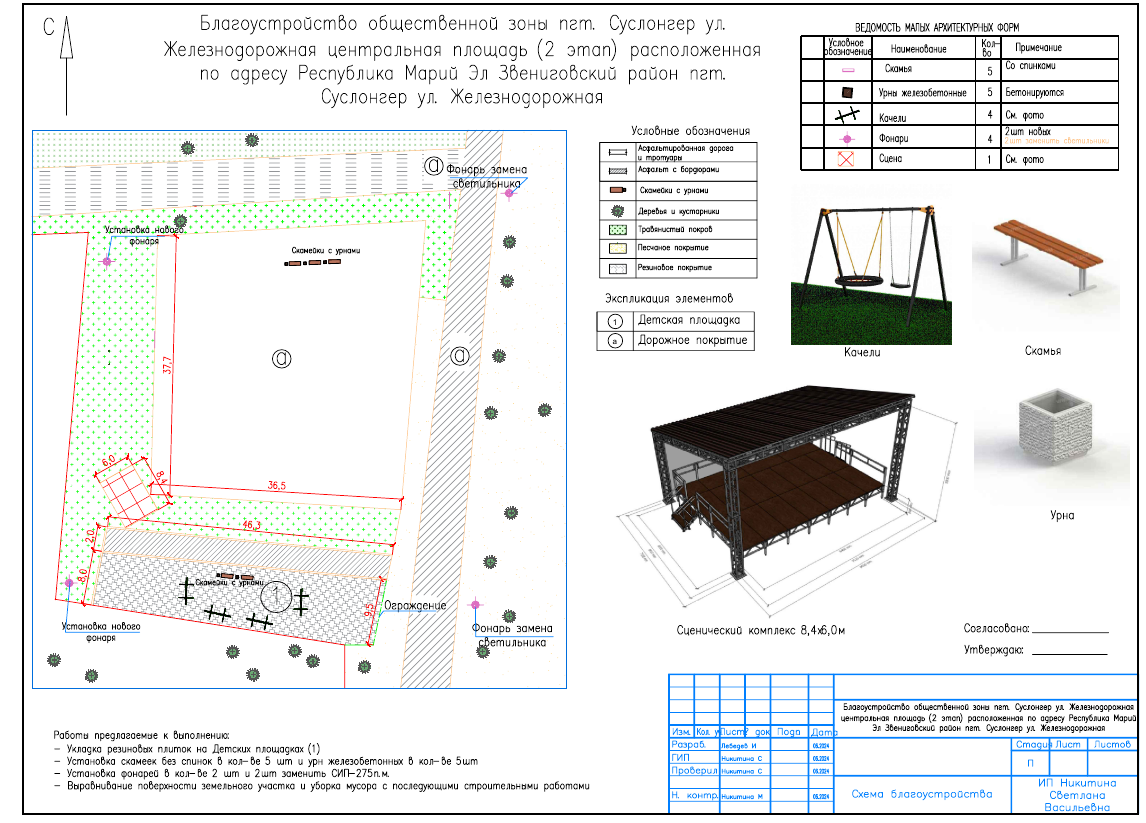 С
Благоустройство общественной зоны пгт. Суслонгер ул.
Железнодорожная центральная площадь (2 этап) расположенная
по адресу Республика Марий Эл Звениговский район пгт.
Суслонгер ул. Железнодорожная
ВЕДОМОСТЬ МАЛЫХ АРХИТЕКТУРНЫХ ФОРМ
Условное обозначение Наименование Кол-во Примечание
Скамья 5 Со спинками
Урны железобетонные 5 Бетонируются
Качели 4 См. фото
Фонари 4 2шт новых
2шт заменить светильники
Сцена 1 См. фото
Условные обозначения
Асфальтированная дорога
и тротуары
Асфальт с бордюрами
Скамейки с урнами
Деревья и кустарники
Травянистый покров
Песчаное покрытие
Резиновое покрытие
Экспликация элементов
1 Детская площадка
а Дорожное покрытие
а
Фонарь замена
светильника
Установка нового
фонаря
Скамейки с урнами
37,7
а
а
6,0
8,4
36,5
46,3
2,0
8,0
Скамейки с урнами
1
9,5
Ограждение
Установка нового
фонаря
Фонарь замена
светильника
Качели
Скамья
Урна
Сценический комплекс 8,4х6,0м
Согласовано:
Утверждаю:
Работы предлагаемые к выполнению:
- Укладка резиновых плиток на Детских площадках (1)
- Установка скамеек без спинок в кол-ве 5 шт и урн железобетонных в кол-ве 5шт
- Установка фонарей в кол-ве 2 шт и 2шт заменить СИП-275п.м.
- Выравнивание поверхности земельного участка и уборка мусора с последующими строительными работами
Благоустройство общественной зоны пгт. Суслонгер ул. Железнодорожная
центральная площадь (2 этап) расположенная по адресу Республика Марий
Эл Звениговский район пгт. Суслонгер ул. Железнодорожная
Изм. Кол. у Лист ? док Подп Дата
Разраб. Лебедев И 06.2024
ГИП Никитина С 06.2024
Проверил Никитина С 06.2024
Н. контр. Никитина М 06.2024
Стадия Лист Листов
П
Схема благоустройства
ИП Никитина
Светлана
Васильевна